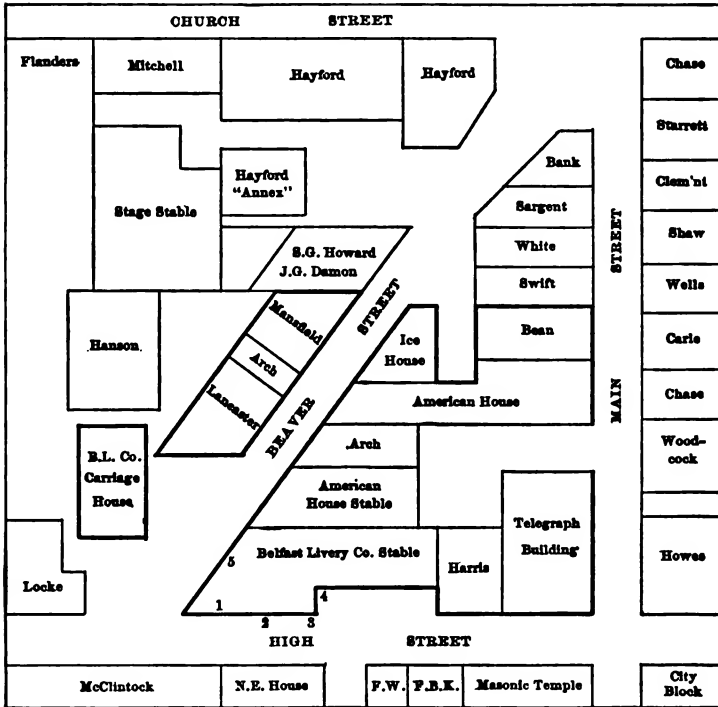 CHURCH STREET
Flanders
Mitchell
Hayford
Hayford
Chase
Starrett
Bank
Clem'ni
Hayford
"Annex"
Stage Stable
Sargent
White
Shaw
S.G. Howard
J.G. Damon
STREET
Swift
Wells
Mansfield
STREET
Hanson
Arch
Ice
House
Bean
Carle
Lancaster
BEAVER
American House
MAIN
Chase
Arch
Wood-
cock
B.L. Co.
Carriage
House
American
House Stable
Telegraph
Building
Belfast Livery Co. Stable
Harris
Howes
Locke
5
4
1
2
3
HIGH STREET
McClintock
N.E. House
F.W.
P.B.K.
Masonic Temple
City
Block